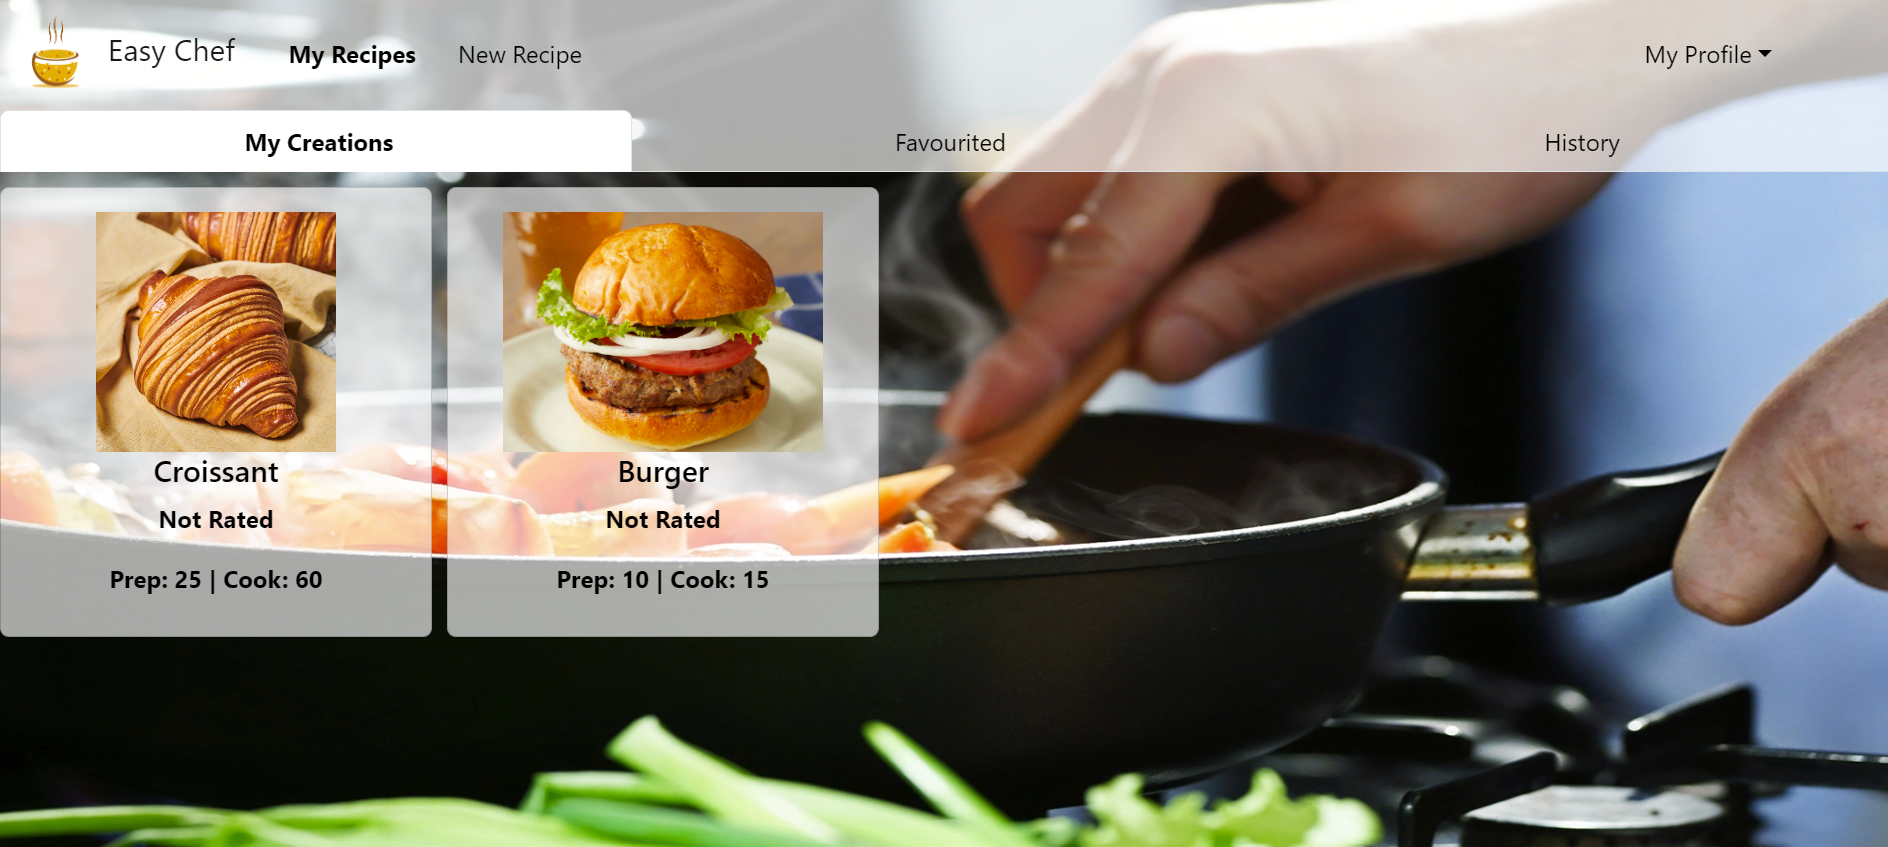 Easy Chef My Recipes New Recipe My Profile
My Creations Favourited History
Croissant
Not Rated
Prep: 25 | Cook: 60
Burger
Not Rated
Prep: 10 | Cook: 15